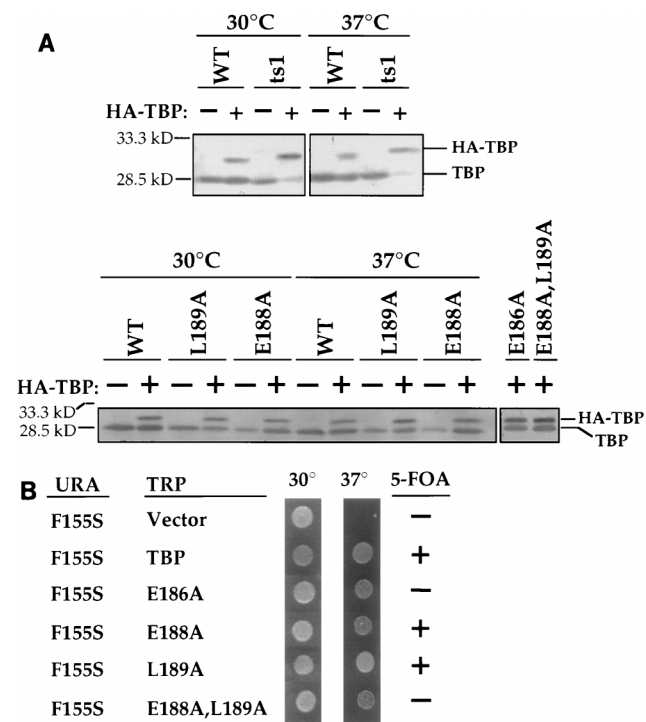 A
30°C 37°C
WT ts1 WT ts1
HA-TBP: − + − + − + − +
33.3 kD
HA-TBP
28.5 kD
TBP
30°C 37°C
WT L189A E188A WT L189A E188A E186A E188A,L189A
HA-TBP: − + − + − + − + − + − + + +
33.3 kD
HA-TBP
28.5 kD
TBP
B
URA TRP 30° 37° 5-FOA
F155S Vector −
F155S TBP +
F155S E186A −
F155S E188A +
F155S L189A +
F155S E188A,L189A −